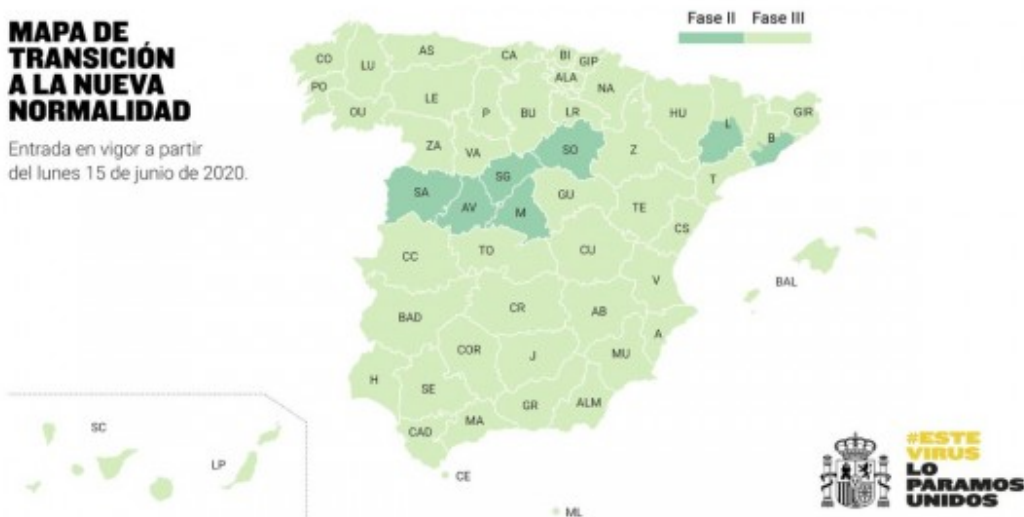 MAPA DE
TRANSICIÓN
A LA NUEVA
NORMALIDAD
Entrada en vigor a partir
del lunes 15 de junio de 2020.
Fase II Fase III
CO
LU
AS
CA
BI
GIP
PO
OU
LE
P
BU
ALA
LR
NA
HU
L
B
GIR
ZA
VA
SO
Z
T
SA
AV
SG
M
GU
TE
CS
CC
TO
CU
V
BAL
BAD
CR
AB
A
COR
J
MU
H
SE
GR
ALM
CAD
MA
CE
ML
SC
LP
#ESTE
VIRUS
LO
PARAMOS
UNIDOS